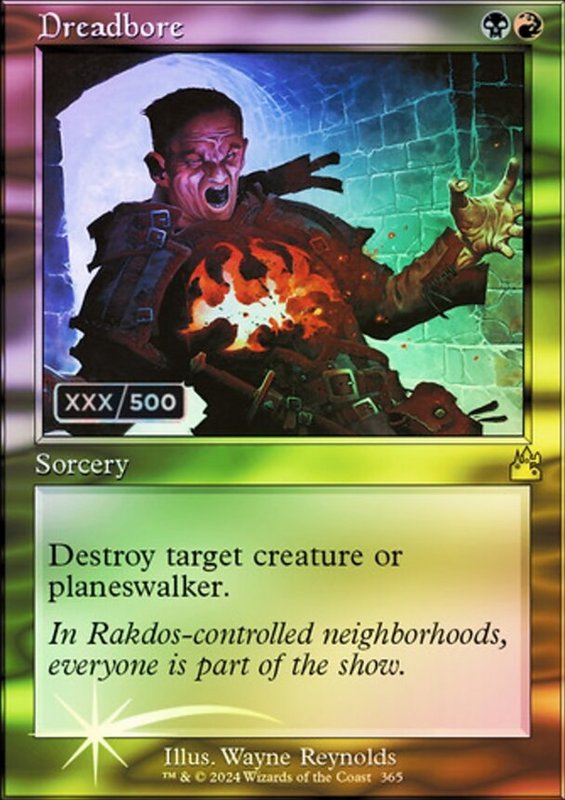 Dreadbore
XXX/500
Sorcery
Destroy target creature or
planeswalker.
In Rakdos-controlled neighborhoods,
everyone is part of the show.
Illus. Wayne Reynolds
™ & © 2024 Wizards of the Coast 365